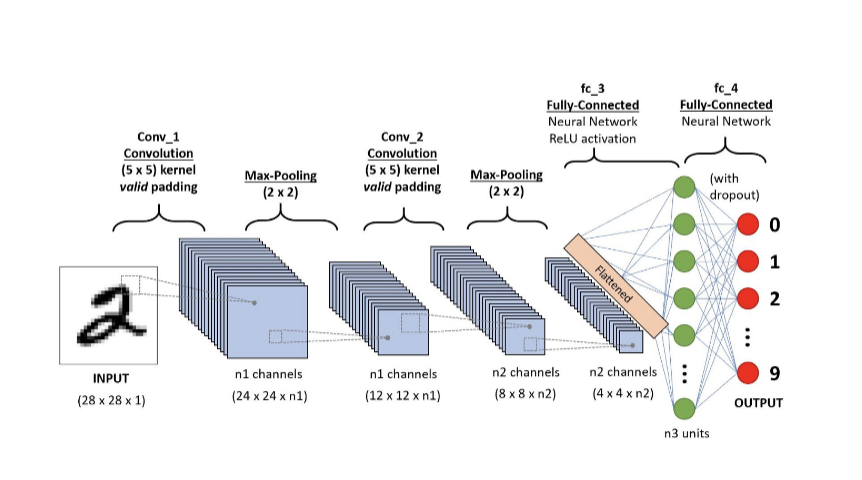 Conv_1
Convolution
(5 x 5) kernel
valid padding
Max-Pooling
(2 x 2)
Conv_2
Convolution
(5 x 5) kernel
valid padding
Max-Pooling
(2 x 2)
fc_3
Fully-Connected
Neural Network
ReLU activation
fc_4
Fully-Connected
Neural Network
(with
dropout)
2
Flattened
0
1
2
9
INPUT
(28 x 28 x 1)
n1 channels
(24 x 24 x n1)
n1 channels
(12 x 12 x n1)
n2 channels
(8 x 8 x n2)
n2 channels
(4 x 4 x n2)
n3 units
OUTPUT